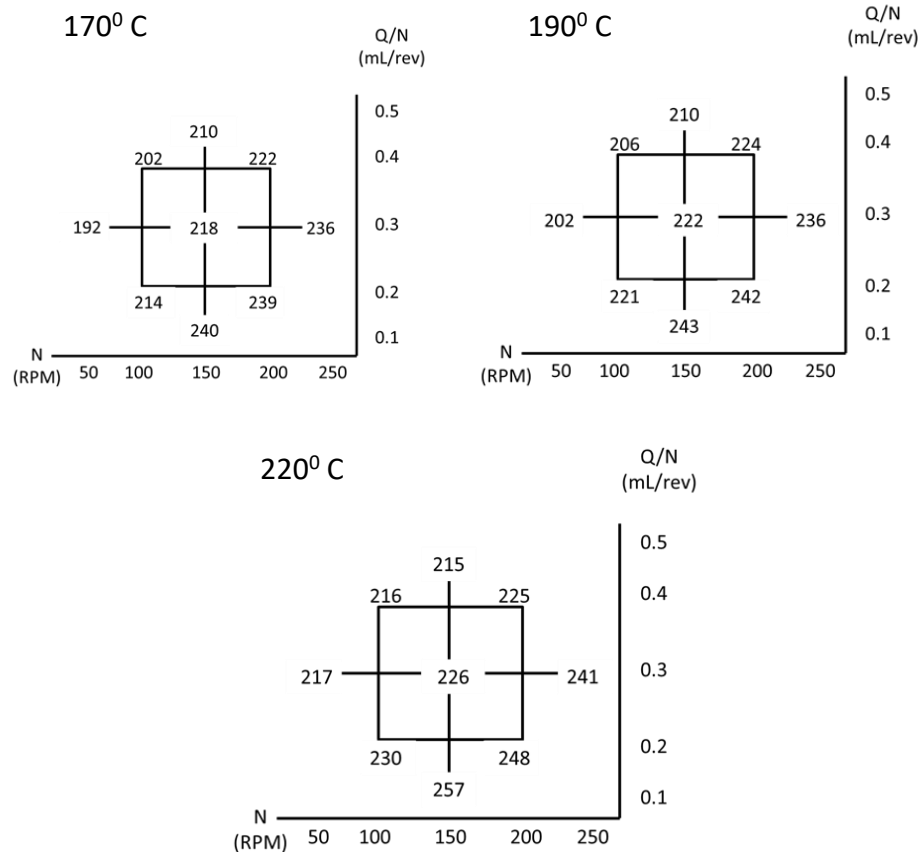 170⁰ C
Q/N
(mL/rev)
0.5
210
202 222 0.4
192 218 236 0.3
214 239 0.2
240
0.1
N
(RPM) 50 100 150 200 250
190⁰ C
Q/N
(mL/rev)
0.5
210
206 224 0.4
202 222 236 0.3
221 242 0.2
243
0.1
N
(RPM) 50 100 150 200 250
220⁰ C
Q/N
(mL/rev)
0.5
215
216 225 0.4
217 226 241 0.3
230 248 0.2
257
0.1
N
(RPM) 50 100 150 200 250